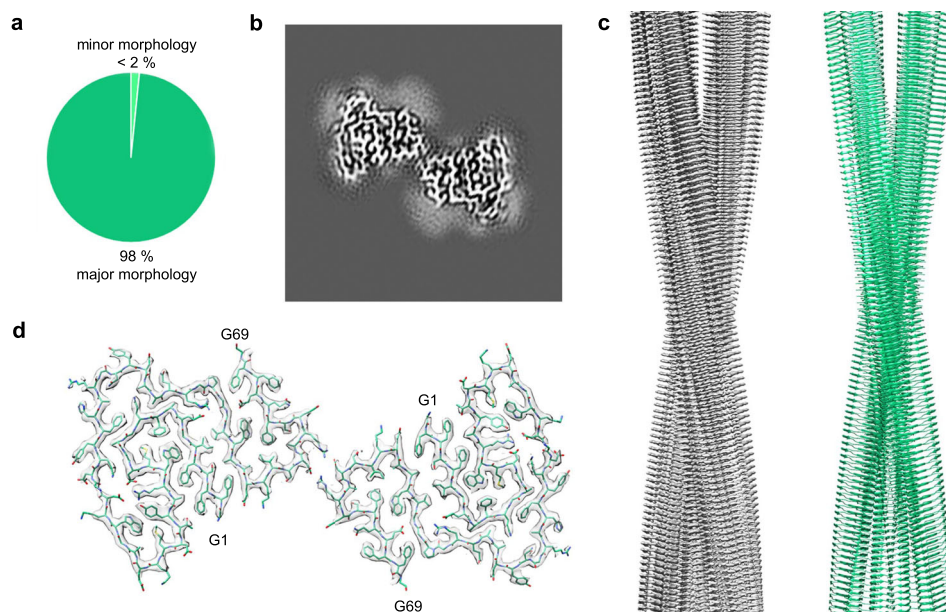 a
minor morphology
< 2 %
98 %
major morphology
b
c
d
G69
G1
G1
G69